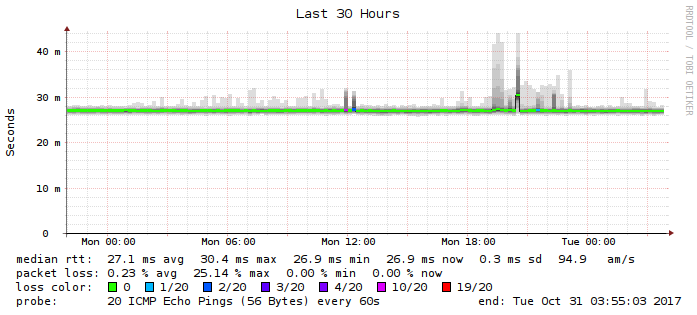 Last 30 Hours
RRDTOOL / TOBI OETIKER
Seconds
40 m
30 m
20 m
10 m
0
Mon 00:00 Mon 06:00 Mon 12:00 Mon 18:00 Tue 00:00
median rtt: 27.1 ms avg 30.4 ms max 26.9 ms min 26.9 ms now 0.3 ms sd 94.9 am/s
packet loss: 0.23 % avg 25.14 % max 0.00 % min 0.00 % now
loss color: 0 1/20 2/20 3/20 4/20 10/20 19/20
probe: 20 ICMP Echo Pings (56 Bytes) every 60s end: Tue Oct 31 03:55:03 2017